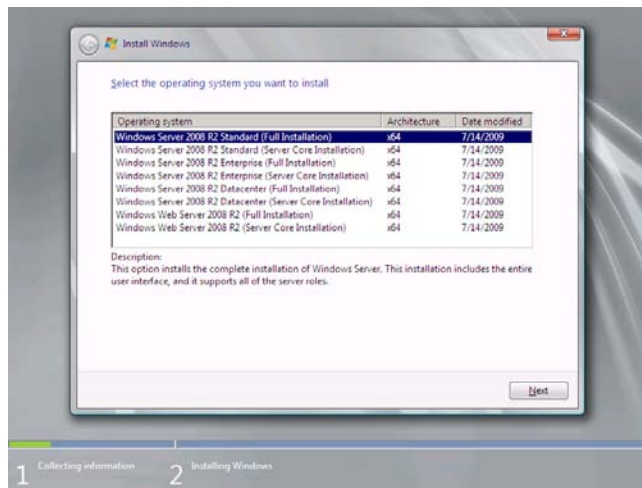 Install Windows
Select the operating system you want to install
Operating system Architecture Date modified
Windows Server 2008 R2 Standard (Full Installation) x64 7/14/2009
Windows Server 2008 R2 Standard (Server Core Installation) x64 7/14/2009
Windows Server 2008 R2 Enterprise (Full Installation) x64 7/14/2009
Windows Server 2008 R2 Enterprise (Server Core Installation) x64 7/14/2009
Windows Server 2008 R2 Datacenter (Full Installation) x64 7/14/2009
Windows Server 2008 R2 Datacenter (Server Core Installation) x64 7/14/2009
Windows Web Server 2008 R2 (Full Installation) x64 7/14/2009
Windows Web Server 2008 R2 (Server Core Installation) x64 7/14/2009
Description:
This option installs the complete installation of Windows Server. This installation includes the entire
user interface, and it supports all of the server roles.
Next
1 Collecting information 2 Installing Windows